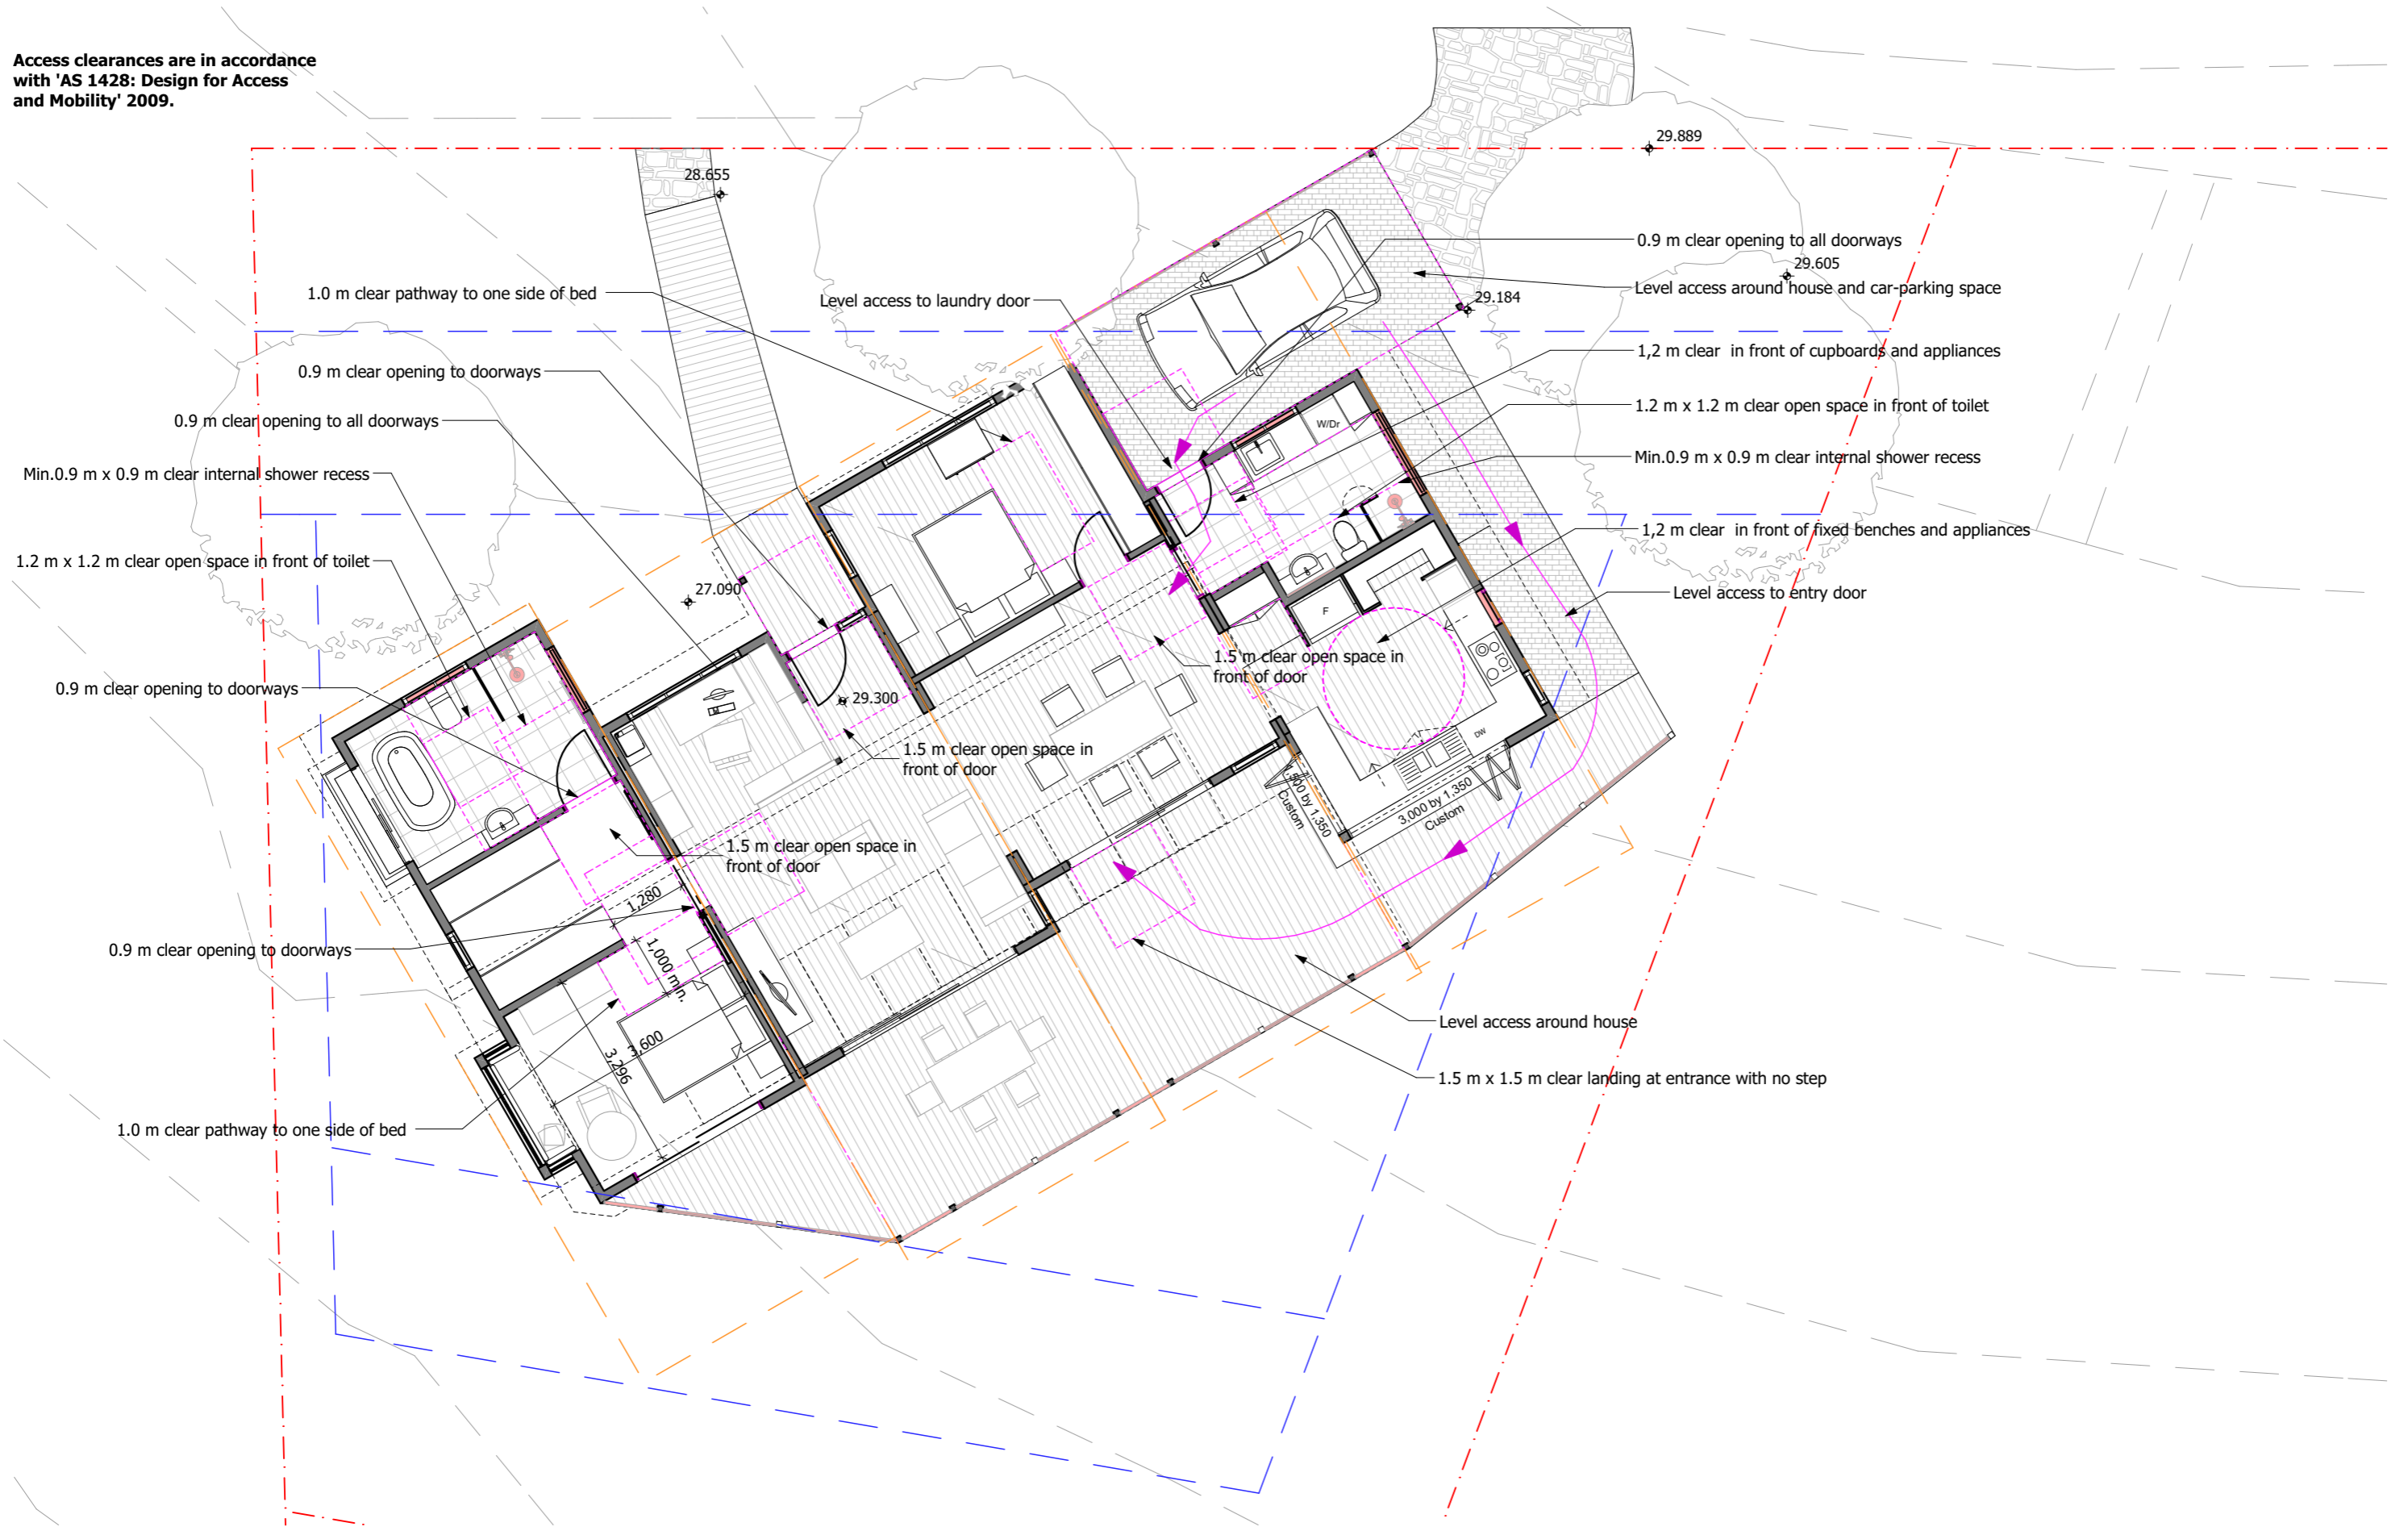 Access clearances are in accordance
with 'AS 1428: Design for Access
and Mobility' 2009.
29.889
28.655
0.9 m clear opening to all doorways
29.605
Level access around house and car-parking space
1.0 m clear pathway to one side of bed
Level access to laundry door
29.184
1,2 m clear in front of cupboards and appliances
0.9 m clear opening to doorways
1.2 m x 1.2 m clear open space in front of toilet
0.9 m clear opening to all doorways
W/Dr
Min.0.9 m x 0.9 m clear internal shower recess
Min.0.9 m x 0.9 m clear internal shower recess
1,2 m clear in front of fixed benches and appliances
1.2 m x 1.2 m clear open space in front of toilet
27.090
Level access to entry door
F
1.5 m clear open space in
front of door
0.9 m clear opening to doorways
29.300
1.5 m clear open space in
front of door
DW
3,000 by 1,350
Custom
500 by 1,350
Custom
1.5 m clear open space in
front of door
1,280
0.9 m clear opening to doorways
1,000 min.
Level access around house
3,600
3,296
1.5 m x 1.5 m clear landing at entrance with no step
1.0 m clear pathway to one side of bed